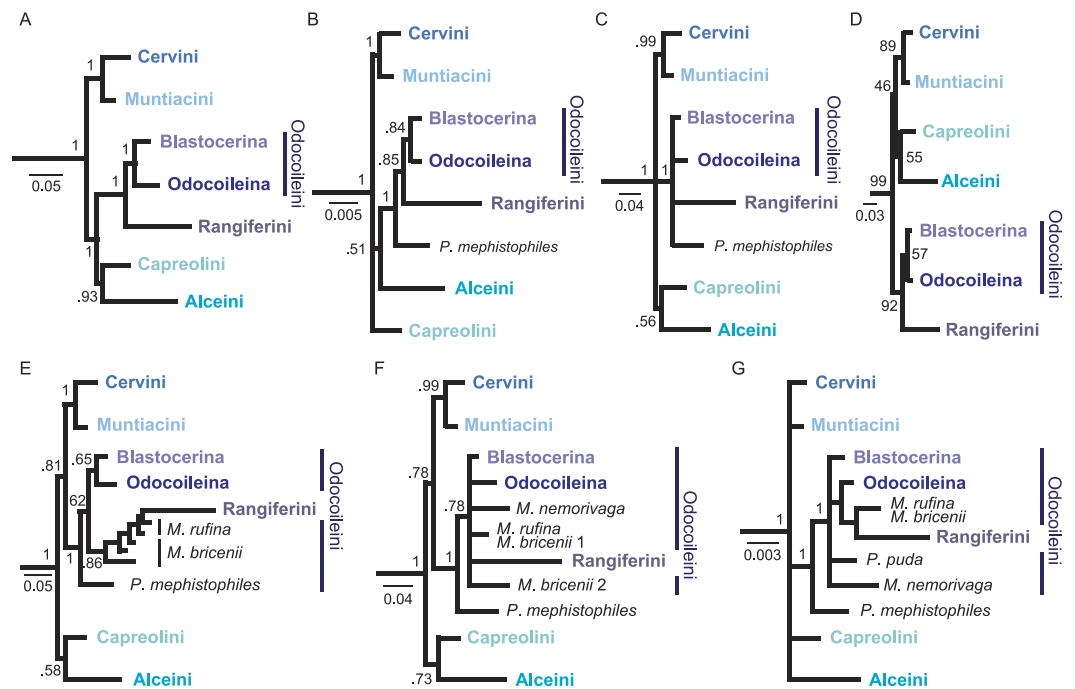 A
1
Cervini
Muntiacini
1
Blastocerina
1
1
Odocoileina
Odocoileini
0.05
Rangiferini
1
Capreolini
.93
Alceini
B
1
Cervini
Muntiacini
.84
Blastocerina
.85
Odocoileina
Odocoileini
1
1
Rangiferini
0.005
P. mephistophiles
.51
Alceini
Capreolini
C
.99
Cervini
Muntiacini
Blastocerina
1
1
Odocoileina
Odocoileini
0.04
Rangiferini
P. mephistophiles
Capreolini
.56
Alceini
D
89
Cervini
46
Muntiacini
Capreolini
55
99
Alceini
0.03
Blastocerina
57
Odocoileina
Odocoileini
92
Rangiferini
E
1
Cervini
Muntiacini
.81
.65
Blastocerina
Odocoileina
Odocoileini
.62
Rangiferini
M. rufina
M. bricenii
1
1
.86
0.05
P. mephistophiles
Capreolini
.58
Alceini
F
.99
Cervini
Muntiacini
.78
Blastocerina
Odocoileina
Odocoileini
.78
M. nemorivaga
M. rufina
M. bricenii 1
1
1
Rangiferini
0.04
M. bricenii 2
P. mephistophiles
Capreolini
.73
Alceini
G
Cervini
Muntiacini
Blastocerina
Odocoileina
Odocoileini
1
M. rufina
M. bricenii
1
1
Rangiferini
0.003
P. puda
M. nemorivaga
P. mephistophiles
Capreolini
Alceini